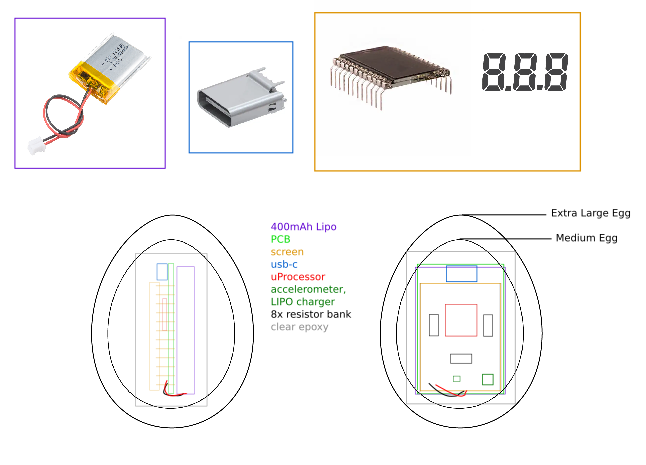 8.8.8
Extra Large Egg
Medium Egg
400mAh Lipo
PCB
screen
usb-c
uProcessor
accelerometer,
LIPO charger
8x resistor bank
clear epoxy